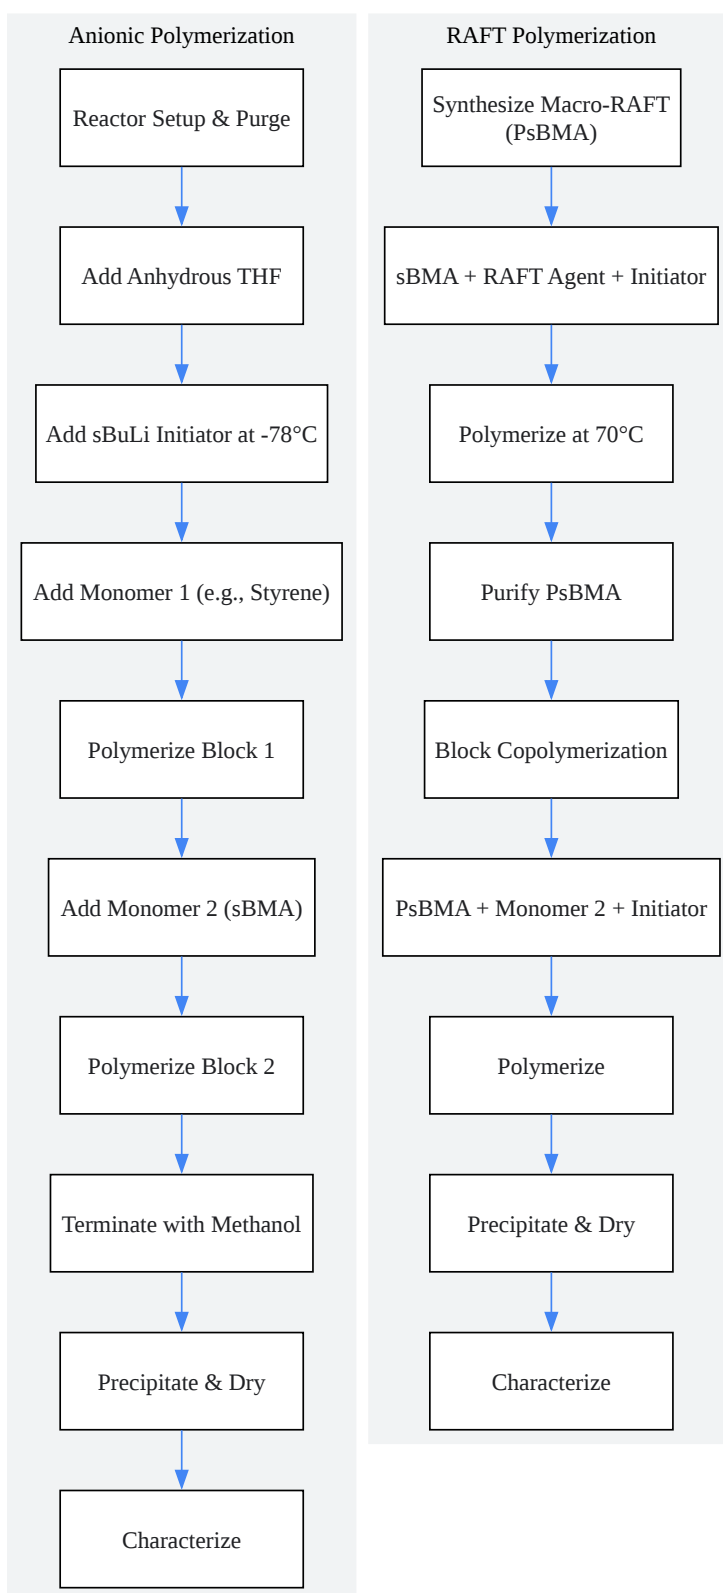 Anionic Polymerization
Reactor Setup & Purge
Add Anhydrous THF
Add sBuLi Initiator at -78°C
Add Monomer 1 (e.g., Styrene)
Polymerize Block 1
Add Monomer 2 (sBMA)
Polymerize Block 2
Terminate with Methanol
Precipitate & Dry
Characterize
RAFT Polymerization
Synthesize Macro-RAFT
(PsBMA)
sBMA + RAFT Agent + Initiator
Polymerize at 70°C
Purify PsBMA
Block Copolymerization
PsBMA + Monomer 2 + Initiator
Polymerize
Precipitate & Dry
Characterize